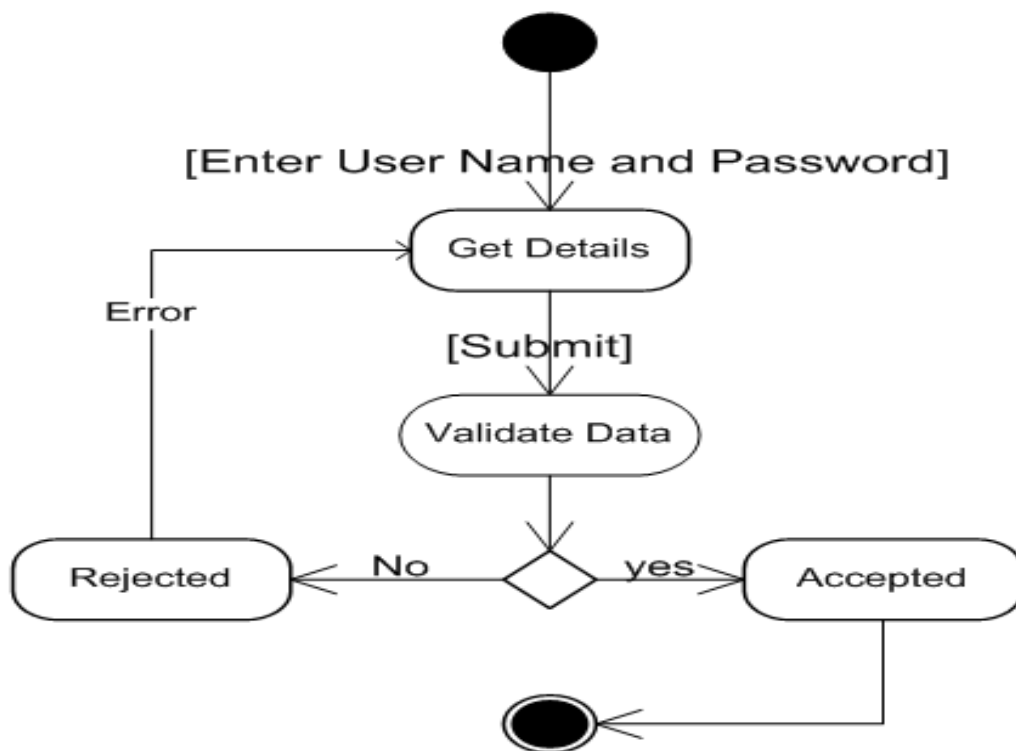 [Enter User Name and Password]
Get Details
Error
[Submit]
Validate Data
No
yes
Rejected
Accepted